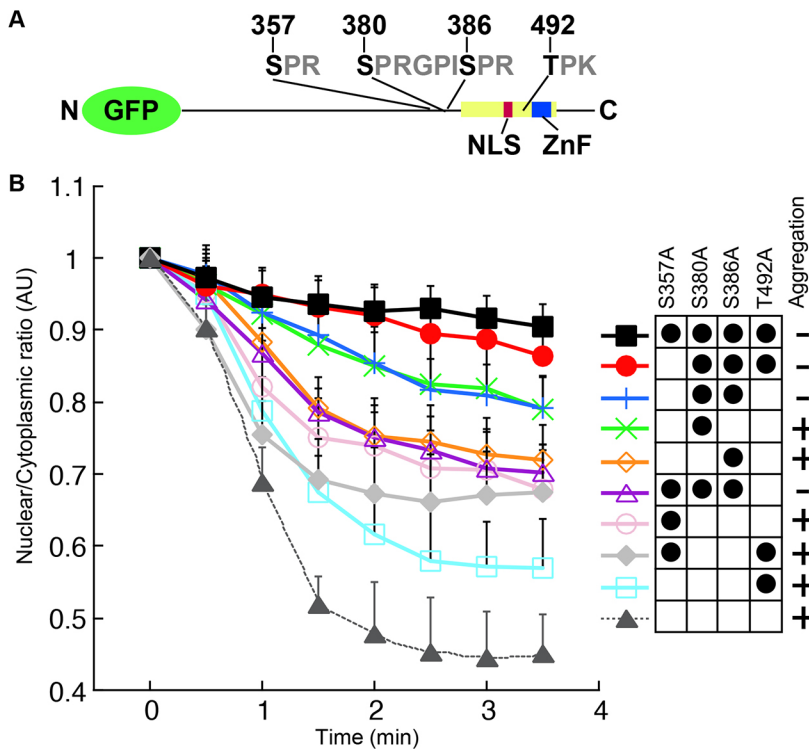 A
357 380 386 492
SPR SPRGPISPR TPK
N GFP C
NLS ZnF
B
Nuclear/Cytoplasmic ratio (AU)
1.1
1
0.9
0.8
0.7
0.6
0.5
0.4
0 1 2 3 4
Time (min)
S357A S380A S386A T492A Aggregation
-
-
-
+
+
-
+
+
+
+